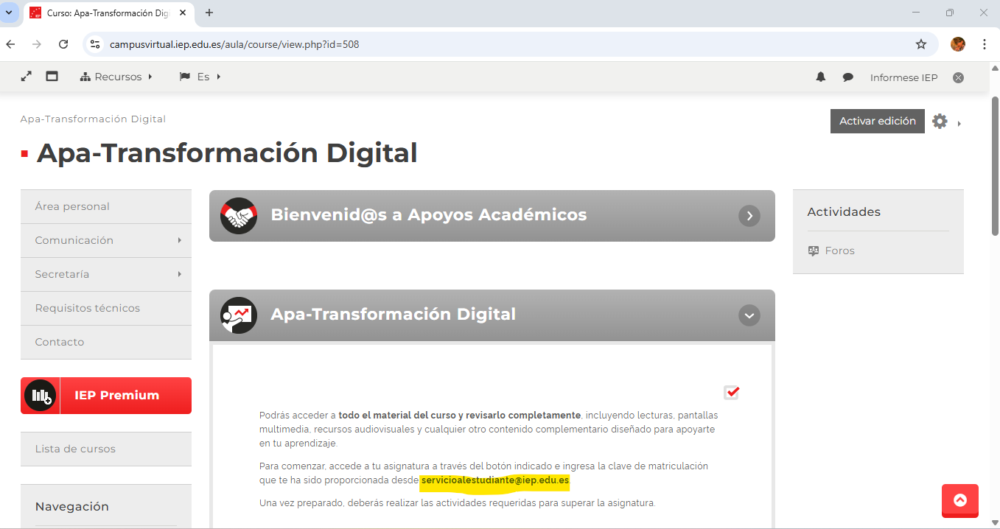 Curso: Apa-Transformación Dig
campusvirtual.iep.edu.es/aula/course/view.php?id=508
Recursos
Es
Informese IEP
Apa-Transformación Digital
Activar edición
Apa-Transformación Digital
Área personal
Comunicación
Secretaría
Requisitos técnicos
Contacto
IEP Premium
Lista de cursos
Navegación
Bienvenid@s a Apoyos Académicos
Apa-Transformación Digital
Podrás acceder a todo el material del curso y revisarlo completamente, incluyendo lecturas, pantallas
multimedia, recursos audiovisuales y cualquier otro contenido complementario diseñado para apoyarte
en tu aprendizaje.
Para comenzar, accede a tu asignatura a través del botón indicado e ingresa la clave de matriculación
que te ha sido proporcionada desde servicioalestudiante@iep.edu.es.
Una vez preparado, deberás realizar las actividades requeridas para superar la asignatura.
Actividades
Foros